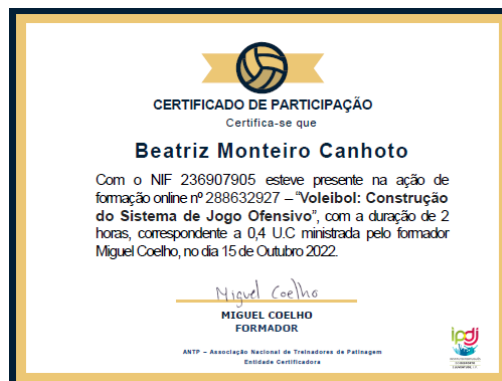 CERTIFICADO DE PARTICIPAÇÃO
Certifica-se que
Beatriz Monteiro Canhoto
Com o NIF 236907905 esteve presente na ação de
formação online nº 288632927 – “Voleibol: Construção
do Sistema de Jogo Ofensivo”, com a duração de 2
horas, correspondente a 0,4 U.C ministrada pelo formador
Miguel Coelho, no dia 15 de Outubro 2022.
Miguel Coelho
MIGUEL COELHO
FORMADOR
ANTP – Associação Nacional de Treinadores de Patinagem
Entidade Certificadora
ipdj